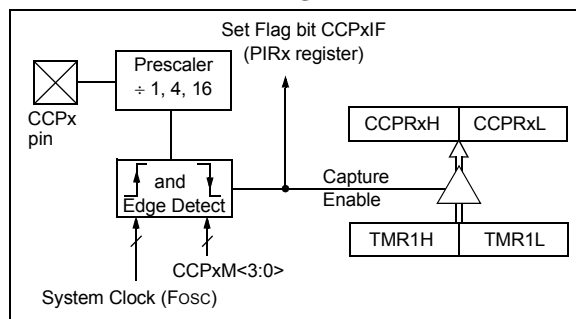 Set Flag bit CCPxIF
(PIRx register)
Prescaler
÷ 1, 4, 16
CCPx
pin
CCPRxH CCPRxL
and
Edge Detect
Capture
Enable
TMR1H TMR1L
CCPxM<3:0>
System Clock (FOSC)